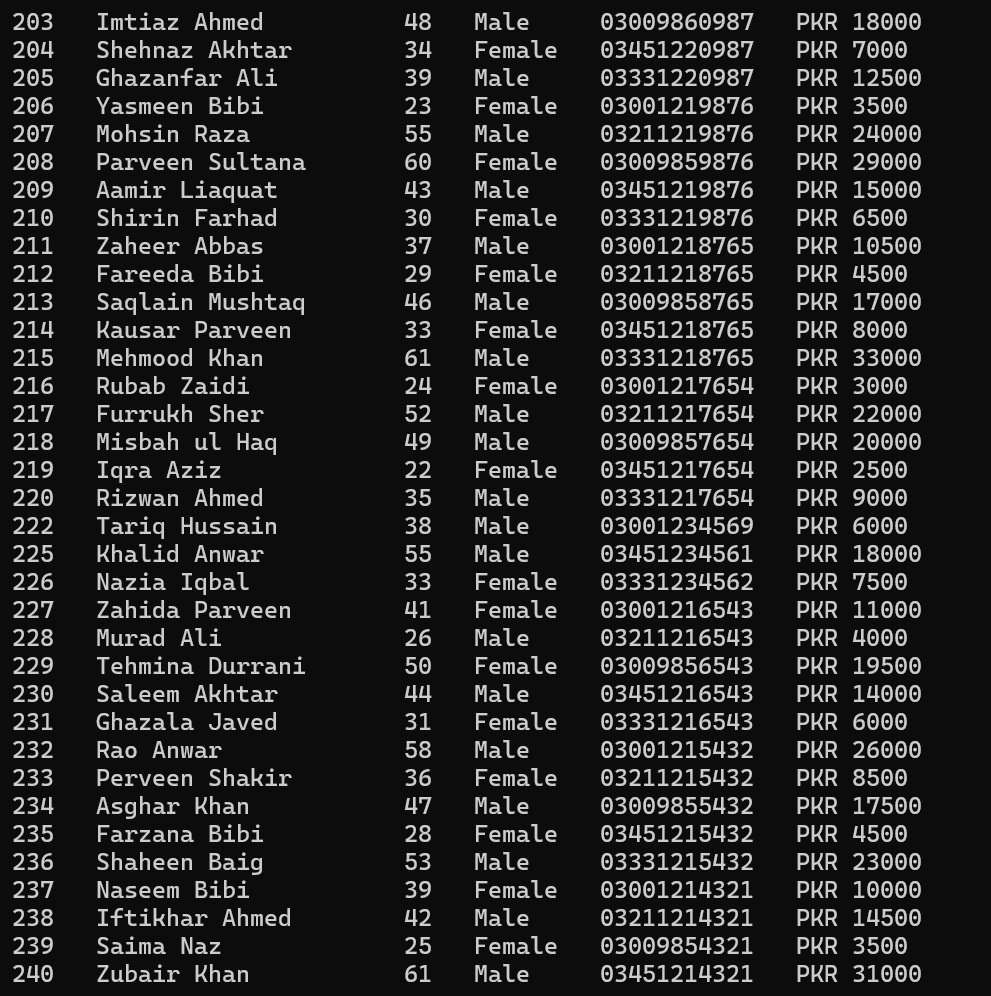 203 Imtiaz Ahmed 48 Male 03009860987 PKR 18000
204 Shehnaz Akhtar 34 Female 03451220987 PKR 7000
205 Ghazanfar Ali 39 Male 03331220987 PKR 12500
206 Yasmeen Bibi 23 Female 03001219876 PKR 3500
207 Mohsin Raza 55 Male 03211219876 PKR 24000
208 Parveen Sultana 60 Female 03009859876 PKR 29000
209 Aamir Liaquat 43 Male 03451219876 PKR 15000
210 Shirin Farhad 30 Female 03331219876 PKR 6500
211 Zaheer Abbas 37 Male 03001218765 PKR 10500
212 Fareeda Bibi 29 Female 03211218765 PKR 4500
213 Saqlain Mushtaq 46 Male 03009858765 PKR 17000
214 Kausar Parveen 33 Female 03451218765 PKR 8000
215 Mehmood Khan 61 Male 03331218765 PKR 33000
216 Rubab Zaidi 24 Female 03001217654 PKR 3000
217 Furrukh Sher 52 Male 03211217654 PKR 22000
218 Misbah ul Haq 49 Male 03009857654 PKR 20000
219 Iqra Aziz 22 Female 03451217654 PKR 2500
220 Rizwan Ahmed 35 Male 03331217654 PKR 9000
222 Tariq Hussain 38 Male 03001234569 PKR 6000
225 Khalid Anwar 55 Male 03451234561 PKR 18000
226 Nazia Iqbal 33 Female 03331234562 PKR 7500
227 Zahida Parveen 41 Female 03001216543 PKR 11000
228 Murad Ali 26 Male 03211216543 PKR 4000
229 Tehmina Durrani 50 Female 03009856543 PKR 19500
230 Saleem Akhtar 44 Male 03451216543 PKR 14000
231 Ghazala Javed 31 Female 03331216543 PKR 6000
232 Rao Anwar 58 Male 03001215432 PKR 26000
233 Perveen Shakir 36 Female 03211215432 PKR 8500
234 Asghar Khan 47 Male 03009855432 PKR 17500
235 Farzana Bibi 28 Female 03451215432 PKR 4500
236 Shaheen Baig 53 Male 03331215432 PKR 23000
237 Naseem Bibi 39 Female 03001214321 PKR 10000
238 Iftikhar Ahmed 42 Male 03211214321 PKR 14500
239 Saima Naz 25 Female 03009854321 PKR 3500
240 Zubair Khan 61 Male 03451214321 PKR 31000